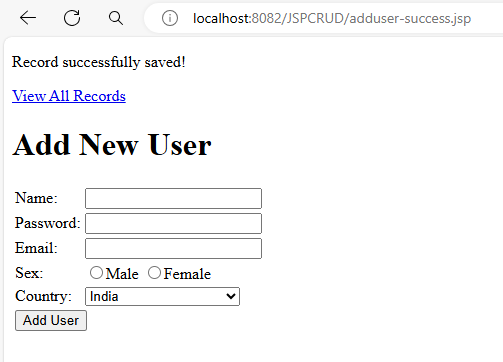 localhost:8082/JSPCRUD/adduser-success.jsp
Record successfully saved!
View All Records
Add New User
Name:
Password:
Email:
Sex: Male Female
Country: India
Add User